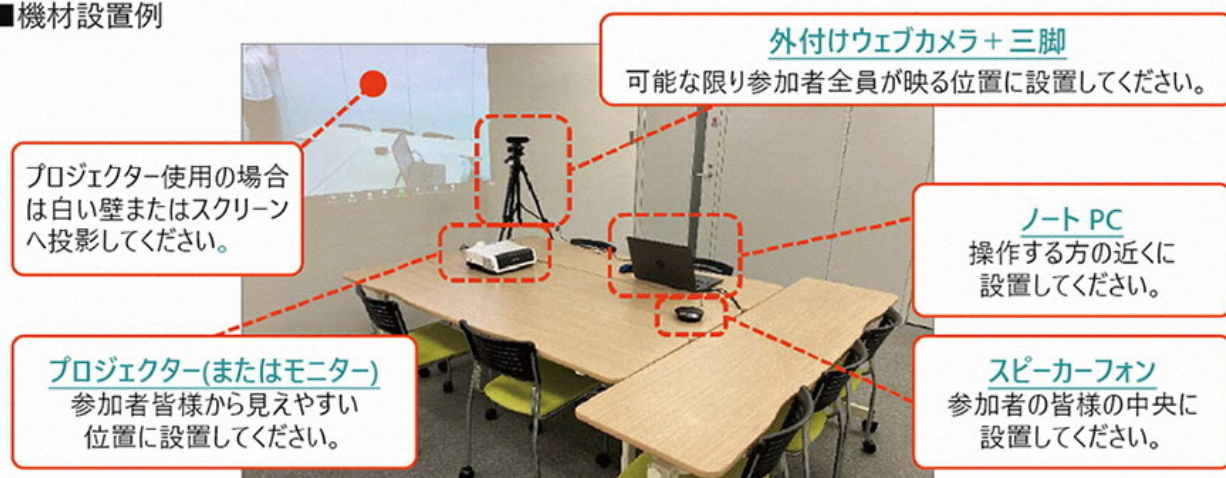 ■機材設置例
外付けウェブカメラ + 三脚
可能な限り参加者全員が映る位置に設置してください。
プロジェクター使用の場合
は白い壁またはスクリーン
へ投影してください。
ノート PC
操作する方の近くに
設置してください。
プロジェクター(またはモニター)
参加者皆様から見えやすい
位置に設置してください。
スピーカーフォン
参加者の皆様の中央に
設置してください。